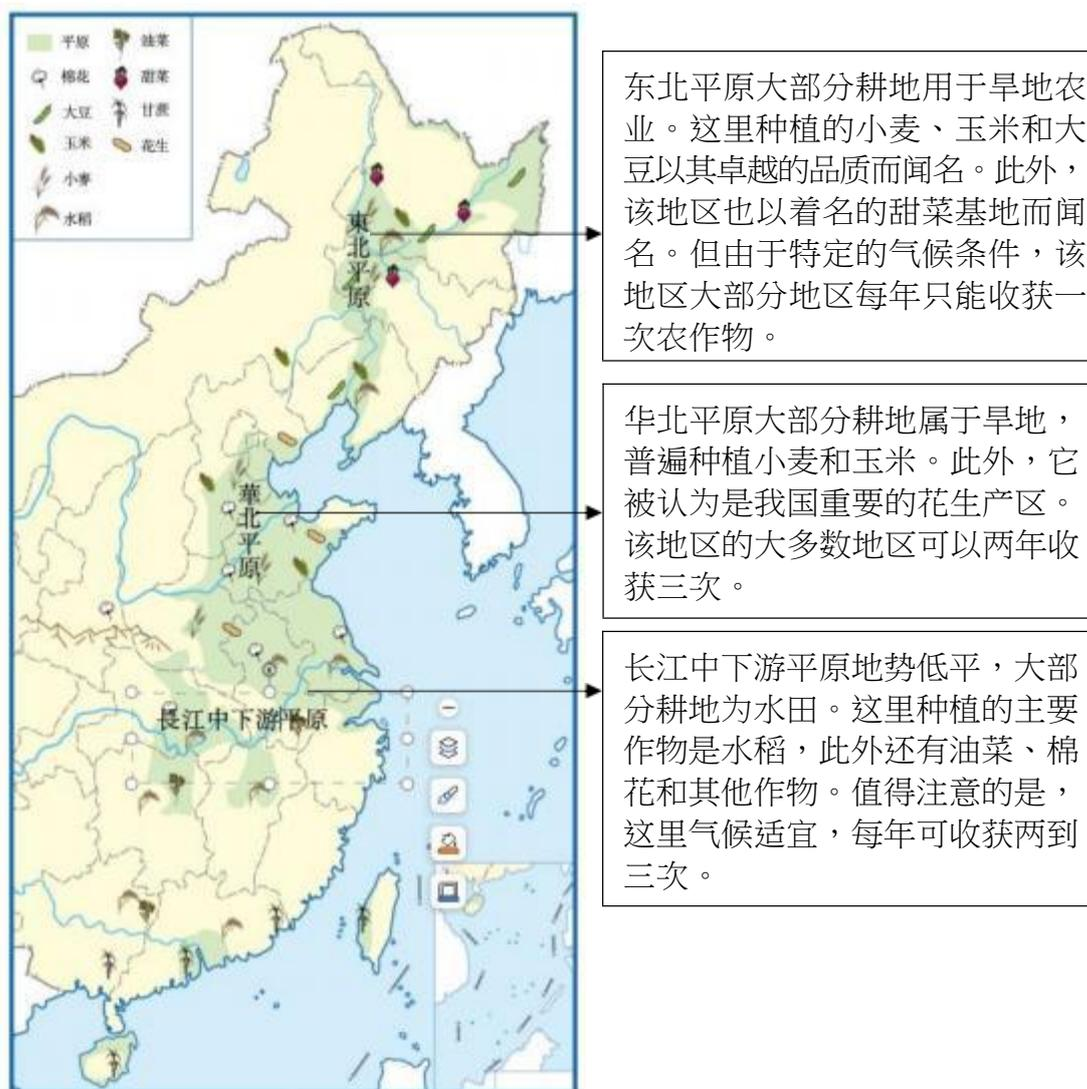 平原
油菜
棉花
甜菜
大豆
甘蔗
玉米
花生
小麥
水稻
東北平原
華北平原
長江中下游平原
东北平原大部分耕地用于旱地农
业。这里种植的小麦、玉米和大
豆以其卓越的品质而闻名。此外，
该地区也以着名的甜菜基地而闻
名。但由于特定的气候条件，该
地区大部分地区每年只能收获一
次农作物。
华北平原大部分耕地属于旱地，
普遍种植小麦和玉米。此外，它
被认为是我国重要的花生产区。
该地区的大多数地区可以两年收
获三次。
长江中下游平原地势低平，大部
分耕地为水田。这里种植的主要
作物是水稻，此外还有油菜、棉
花和其他作物。值得注意的是，
这里气候适宜，每年可收获两到
三次。